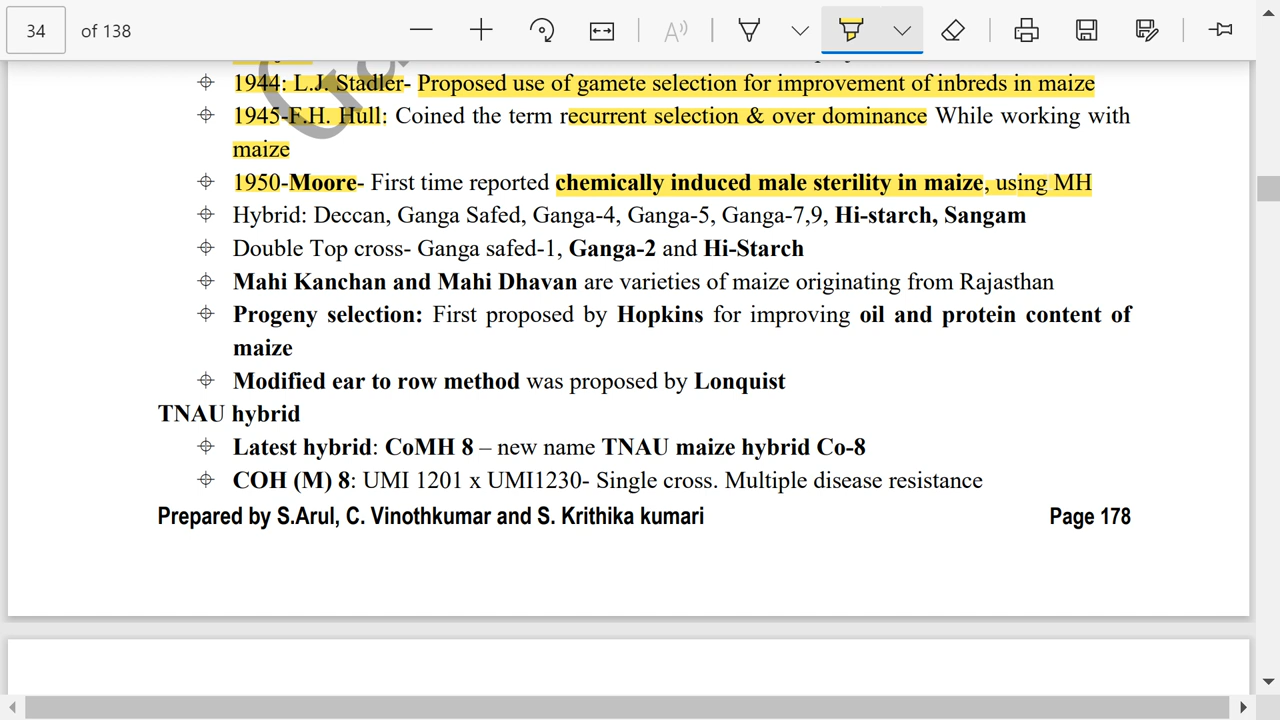 34 of 138
1944: L.J. Stadler- Proposed use of gamete selection for improvement of inbreds in maize
1945-F.H. Hull: Coined the term recurrent selection & over dominance While working with
maize
1950-Moore- First time reported chemically induced male sterility in maize, using MH
Hybrid: Deccan, Ganga Safed, Ganga-4, Ganga-5, Ganga-7,9, Hi-starch, Sangam
Double Top cross- Ganga safed-1, Ganga-2 and Hi-Starch
Mahi Kanchan and Mahi Dhavan are varieties of maize originating from Rajasthan
Progeny selection: First proposed by Hopkins for improving oil and protein content of
maize
Modified ear to row method was proposed by Lonquist
TNAU hybrid
Latest hybrid: CoMH 8 – new name TNAU maize hybrid Co-8
COH (M) 8: UMI 1201 x UMI1230- Single cross. Multiple disease resistance
Prepared by S.Arul, C. Vinothkumar and S. Krithika kumari Page 178